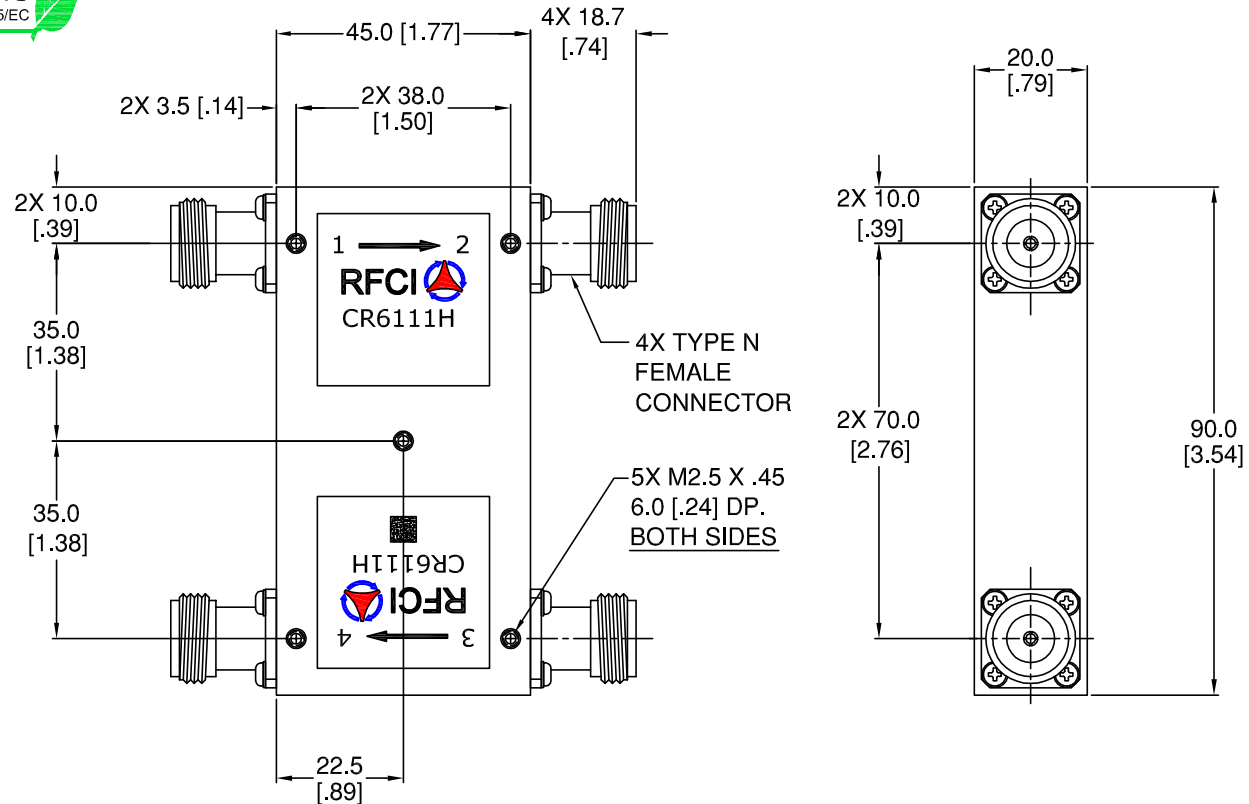 5/EC
45.0 [1.77]
4X 18.7
[.74]
20.0
[.79]
2X 3.5 [.14]
2X 38.0
[1.50]
2X 10.0
[.39]
2X 10.0
[.39]
1 2
RFCI
CR6111H
35.0
[1.38]
4X TYPE N
FEMALE
CONNECTOR
2X 70.0
[2.76]
90.0
[3.54]
5X M2.5 X .45
6.0 [.24] DP.
BOTH SIDES
35.0
[1.38]
CR6111H
RFCI
3 4
22.5
[.89]